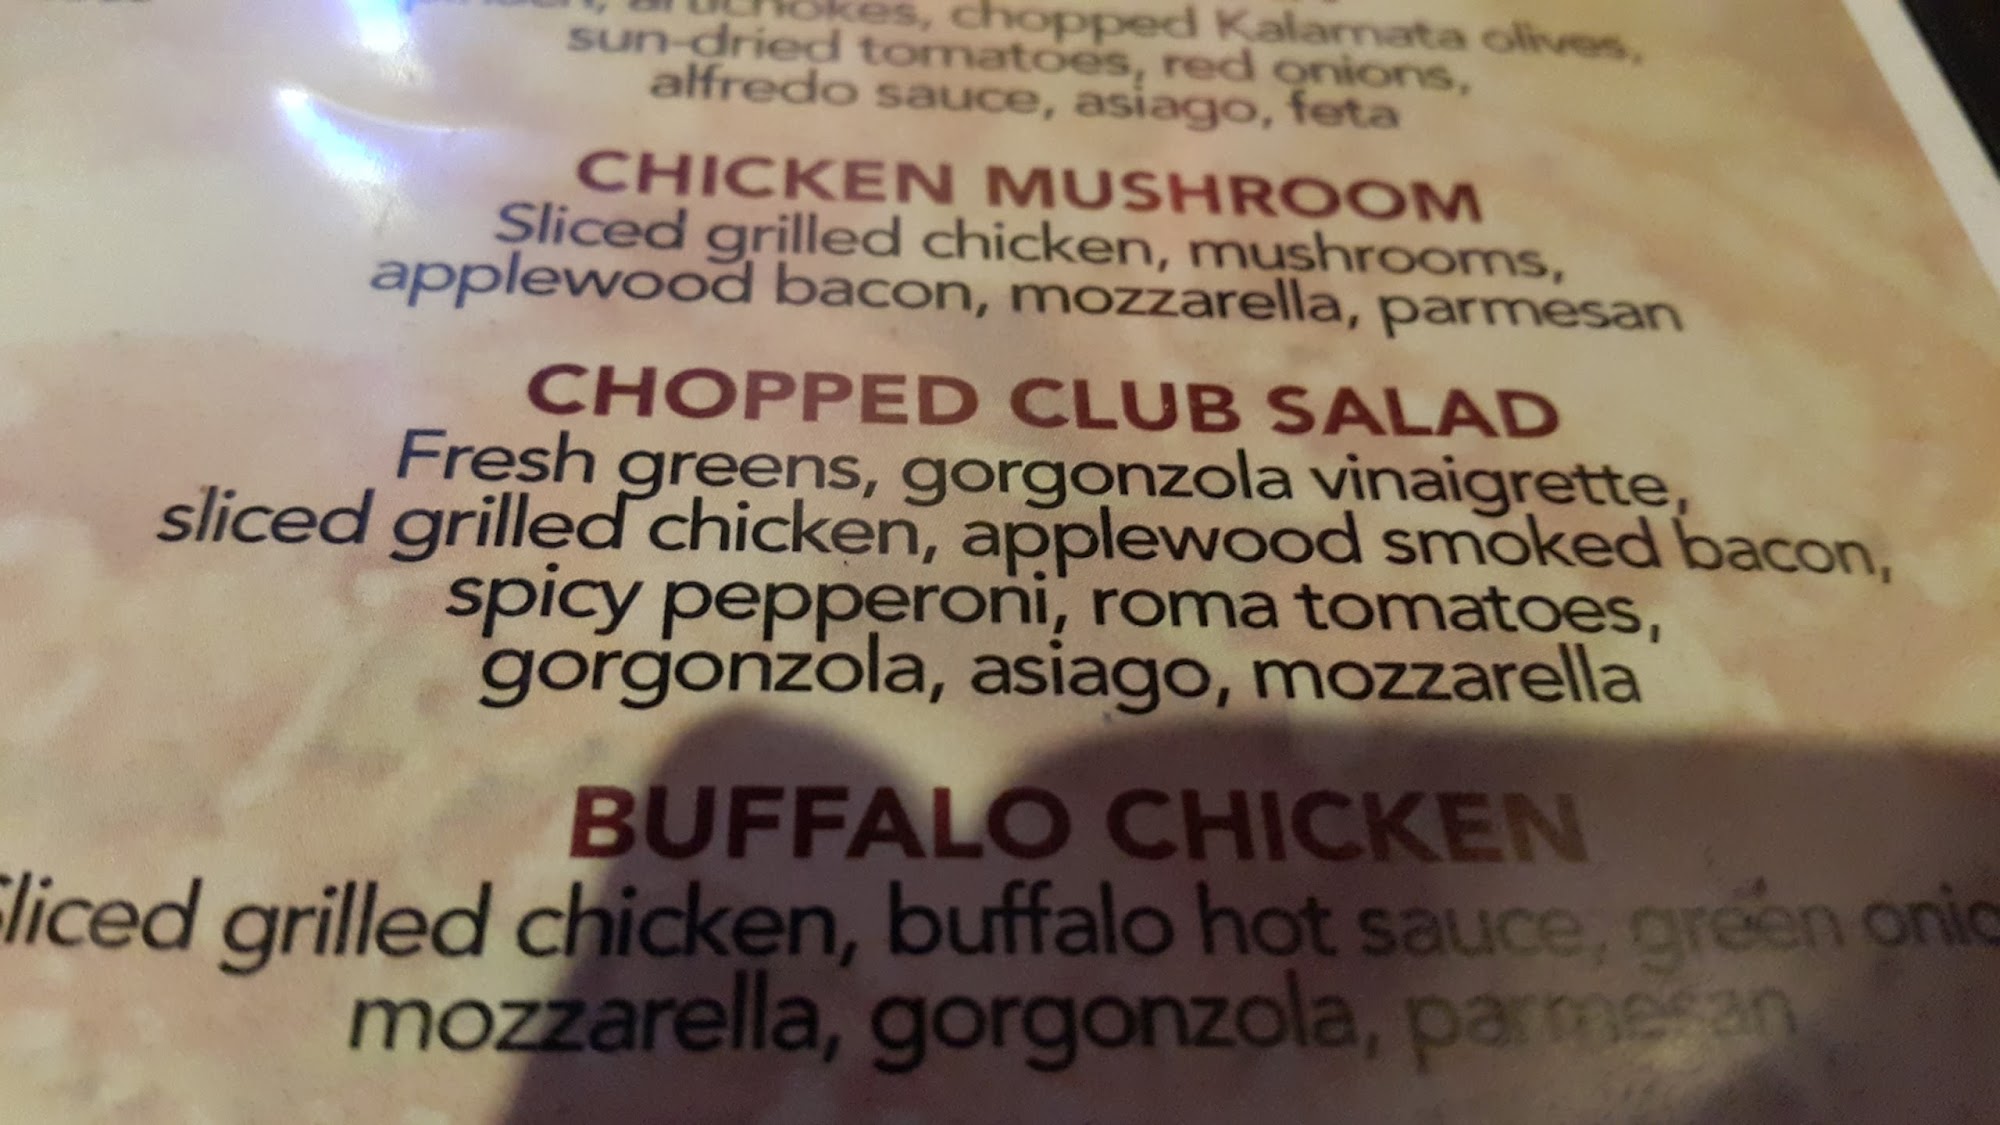 artichokes, chopped Kalamata olives,
sun-dried tomatoes, red onions,
alfredo sauce, asiago, feta
CHICKEN MUSHROOM
Sliced grilled chicken, mushrooms,
applewood bacon, mozzarella, parmesan
CHOPPED CLUB SALAD
Fresh greens, gorgonzola vinaigrette,
sliced grilled chicken, applewood smoked bacon,
spicy pepperoni, roma tomatoes,
gorgonzola, asiago, mozzarella
BUFFALO CHICKEN
Sliced grilled chicken, buffalo hot sauce, green onio
mozzarella, gorgonzola, parmesan